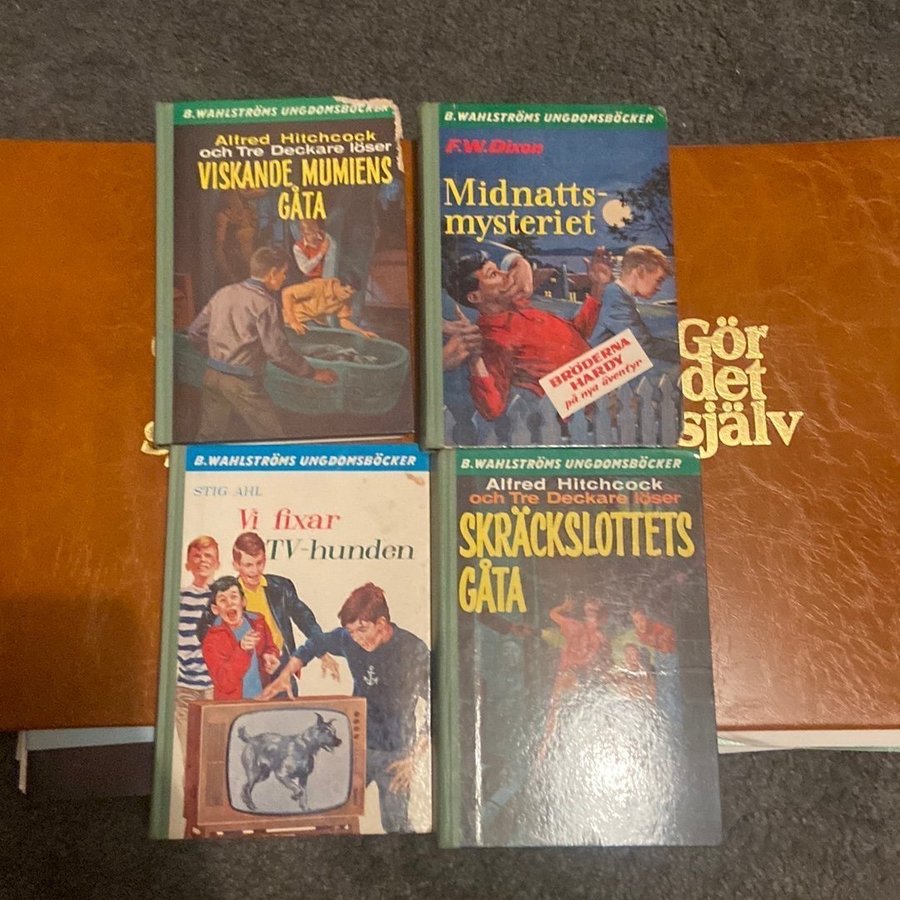 B. WAHLSTRÖMS UNGDOMSBÖCKER
Alfred Hitchcock
och Tre Deckare löser
VISKANDE MUMIENS
GÅTA
B. WAHLSTRÖMS UNGDOMSBÖCKER
F.W. Dixon
Midnatts-
mysteriet
BRÖDERNA
HARDY
på nya äventyr
Gör
det
själv
B. WAHLSTRÖMS UNGDOMSBÖCKER
STIG AHL
Vi fixar
TV-hunden
B. WAHLSTRÖMS UNGDOMSBÖCKER
Alfred Hitchcock
och Tre Deckare löser
SKRÄCKSLOTTETS
GÅTA